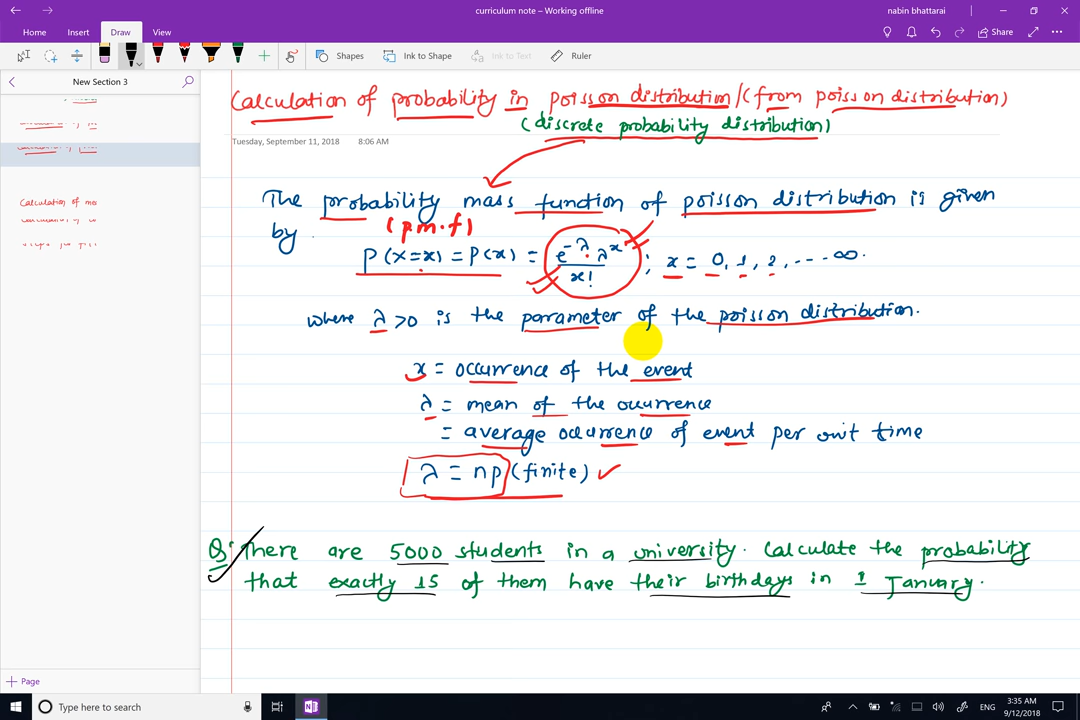 curriculum note – Working offline
nabin bhattarai
Home Insert Draw View
Share
Shapes Ink to Shape Ink to Text Ruler
New Section 3
Calculation of probability in poisson distribution/(from poisson distribution)
(discrete probability distribution)
Tuesday, September 11, 2018 8:06 AM
The probability mass function of poisson distribution is given
(p.m.f)
by.
P(X=x) = P(x) = e^-λ λ^x / x! ; x = 0, 1, 2, ... ∞.
where λ>0 is the parameter of the poisson distribution.
x = occurrence of the event
λ = mean of the ocurrence
= average ocurrence of event per unit time
λ = np (finite) ✓
Q: There are 5000 students in a university. Calculate the probability
that exactly 15 of them have their birthdays in 1 January.
Calculation of me
Page
Type here to search
ENG
3:35 AM
9/12/2018